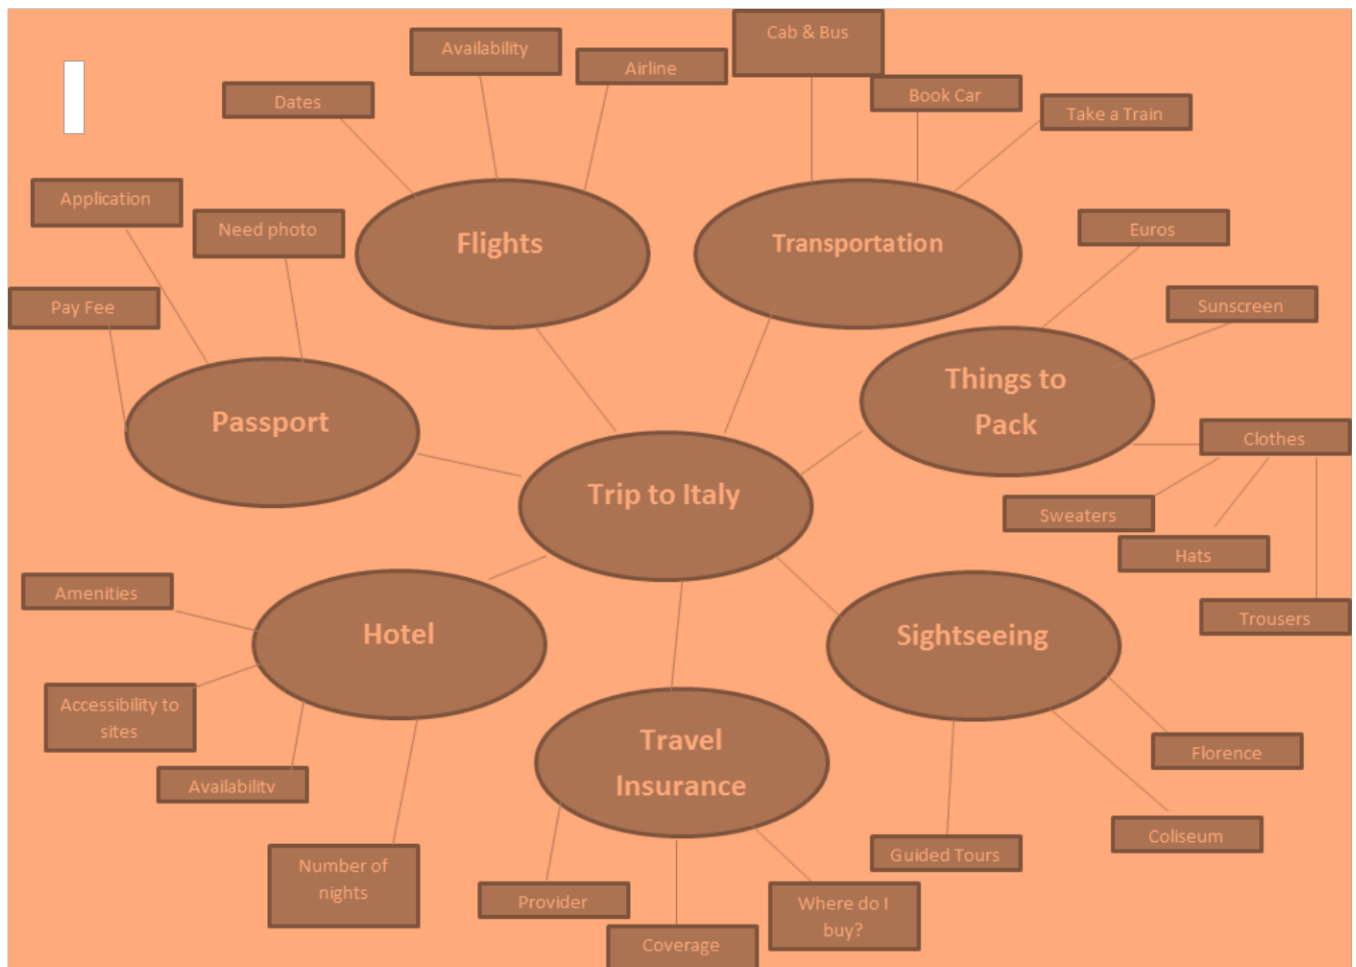 Cab & Bus
Availability
Airline
Dates
Book Car
Take a Train
Application
Need photo
Flights
Transportation
Euros
Pay Fee
Sunscreen
Passport
Things to
Pack
Clothes
Trip to Italy
Sweaters
Hats
Amenities
Trousers
Hotel
Sightseeing
Accessibility to
sites
Travel
Insurance
Florence
Availability
Coliseum
Guided Tours
Number of
nights
Provider
Where do I
buy?
Coverage